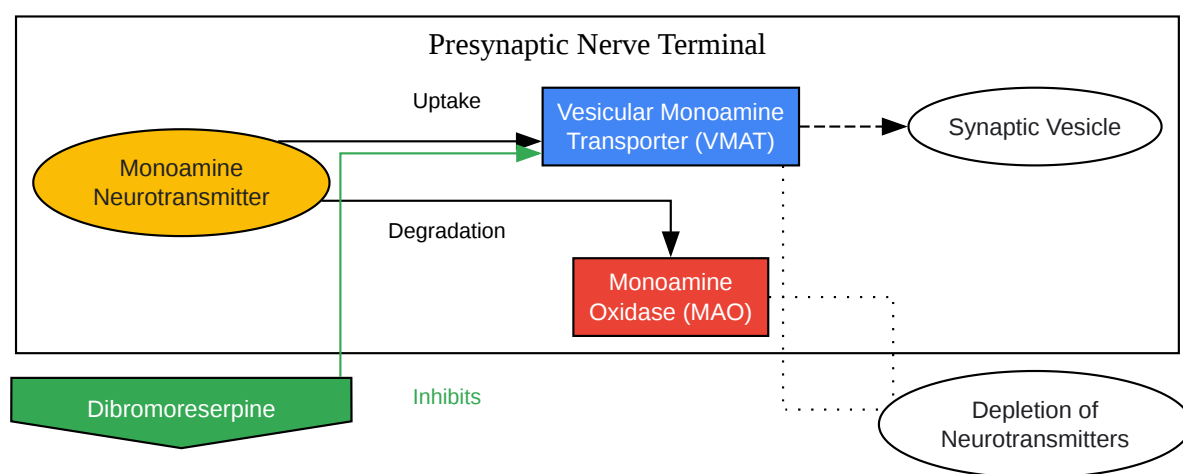 Presynaptic Nerve Terminal
Uptake
Vesicular Monoamine
Transporter (VMAT)
Synaptic Vesicle
Monoamine
Neurotransmitter
Degradation
Monoamine
Oxidase (MAO)
Dibromoreserpine
Inhibits
Depletion of
Neurotransmitters